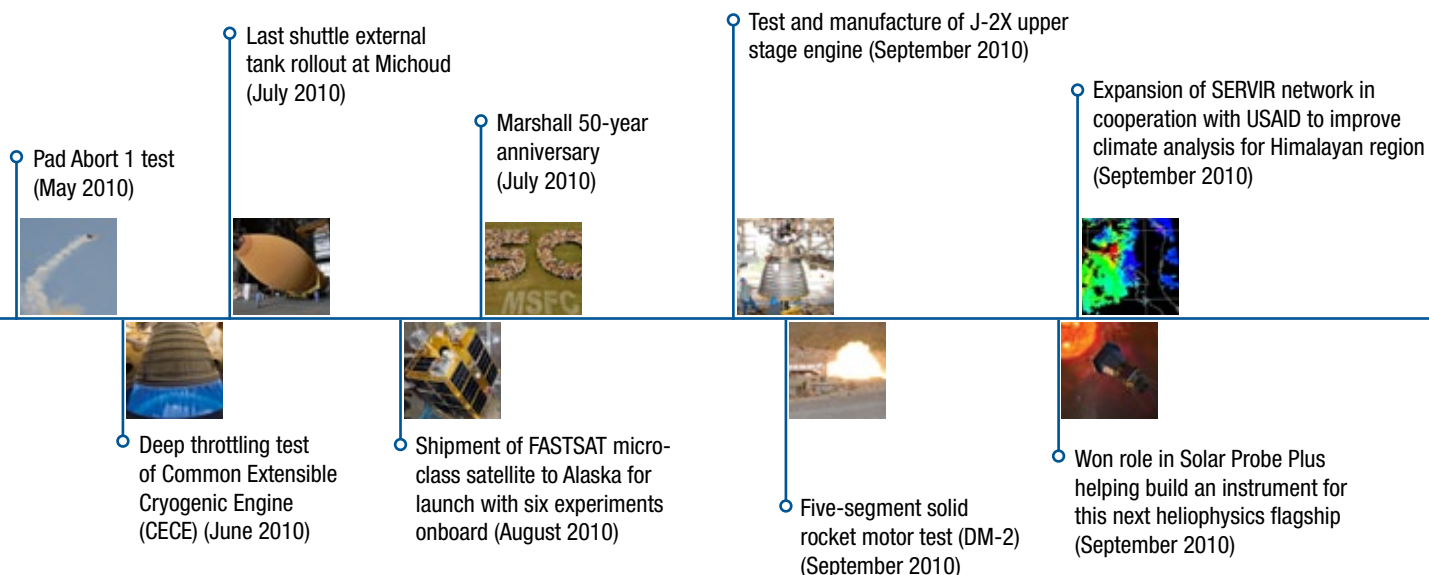 Pad Abort 1 test
(May 2010)
Deep throttling test
of Common Extensible
Cryogenic Engine
(CECE) (June 2010)
Last shuttle external
tank rollout at Michoud
(July 2010)
Shipment of FASTSAT micro-
class satellite to Alaska for
launch with six experiments
onboard (August 2010)
Marshall 50-year
anniversary
(July 2010)
50
MSFC
Test and manufacture of J-2X upper
stage engine (September 2010)
Five-segment solid
rocket motor test (DM-2)
(September 2010)
Won role in Solar Probe Plus
helping build an instrument for
this next heliophysics flagship
(September 2010)
Expansion of SERVIR network in
cooperation with USAID to improve
climate analysis for Himalayan region
(September 2010)